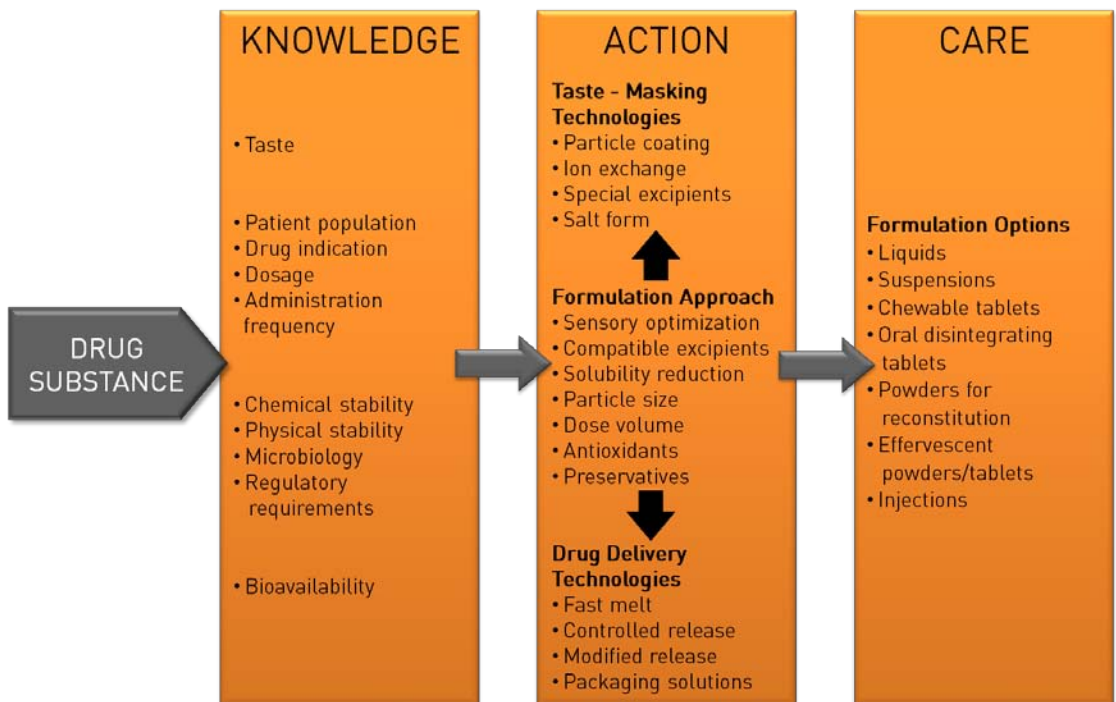 DRUG
SUBSTANCE
KNOWLEDGE
• Taste
• Patient population
• Drug indication
• Dosage
• Administration
frequency
• Chemical stability
• Physical stability
• Microbiology
• Regulatory
requirements
• Bioavailability
ACTION
Taste - Masking
Technologies
• Particle coating
• Ion exchange
• Special excipients
• Salt form
Formulation Approach
• Sensory optimization
• Compatible excipients
• Solubility reduction
• Particle size
• Dose volume
• Antioxidants
• Preservatives
Drug Delivery
Technologies
• Fast melt
• Controlled release
• Modified release
• Packaging solutions
CARE
Formulation Options
• Liquids
• Suspensions
• Chewable tablets
• Oral disintegrating
tablets
• Powders for
reconstitution
• Effervescent
powders/tablets
• Injections